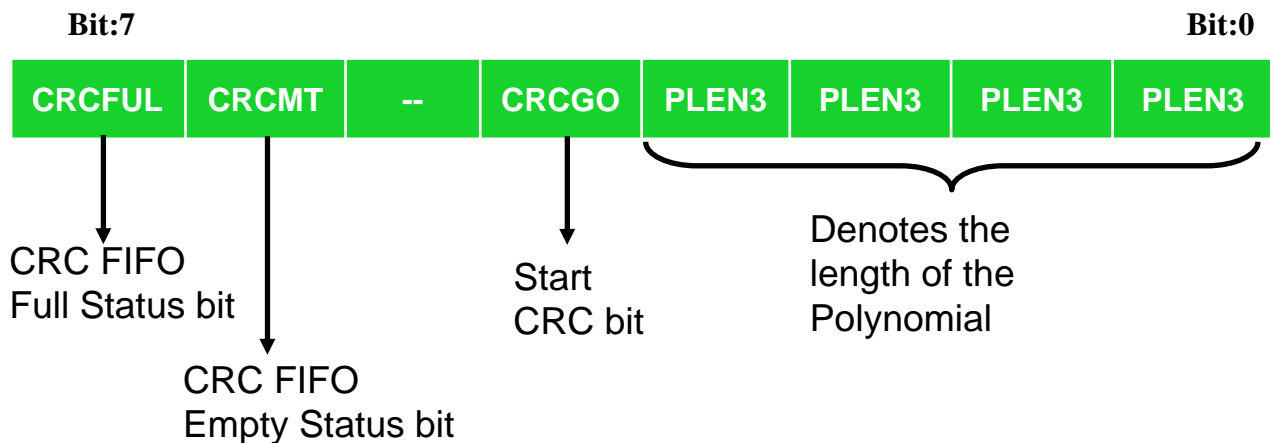 Bit:7 Bit:0
CRCFUL CRCMT -- CRCGO PLEN3 PLEN3 PLEN3 PLEN3
CRC FIFO
Full Status bit
CRC FIFO
Empty Status bit
Start
CRC bit
Denotes the
length of the
Polynomial